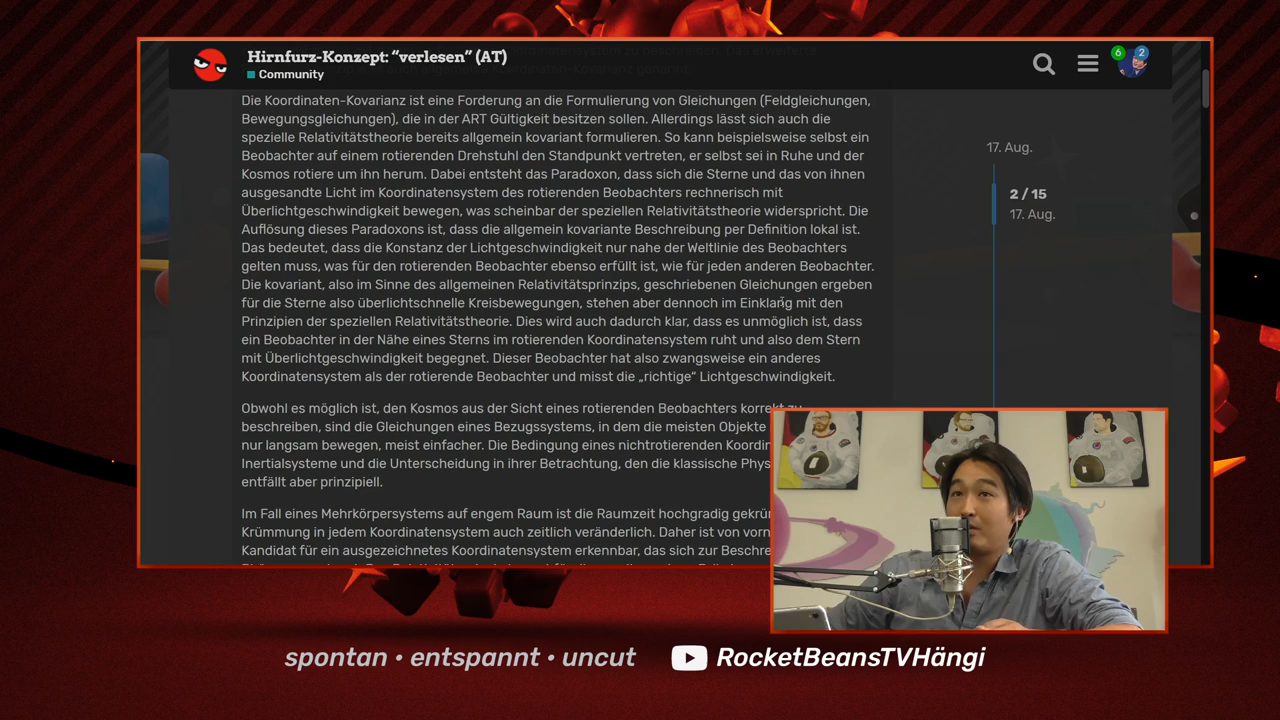 Hirnfurz-Konzept: “verlesen” (AT)
Community
6
2
Die Koordinaten-Kovarianz ist eine Forderung an die Formulierung von Gleichungen (Feldgleichungen,
Bewegungsgleichungen), die in der ART Gültigkeit besitzen sollen. Allerdings lässt sich auch die
spezielle Relativitätstheorie bereits allgemein kovariant formulieren. So kann beispielsweise selbst ein
Beobachter auf einem rotierenden Drehstuhl den Standpunkt vertreten, er selbst sei in Ruhe und der
Kosmos rotiere um ihn herum. Dabei entsteht das Paradoxon, dass sich die Sterne und das von ihnen
ausgesandte Licht im Koordinatensystem des rotierenden Beobachters rechnerisch mit
Überlichtgeschwindigkeit bewegen, was scheinbar der speziellen Relativitätstheorie widerspricht. Die
Auflösung dieses Paradoxons ist, dass die allgemein kovariante Beschreibung per Definition lokal ist.
Das bedeutet, dass die Konstanz der Lichtgeschwindigkeit nur nahe der Weltlinie des Beobachters
gelten muss, was für den rotierenden Beobachter ebenso erfüllt ist, wie für jeden anderen Beobachter.
Die kovariant, also im Sinne des allgemeinen Relativitätsprinzips, geschriebenen Gleichungen ergeben
für die Sterne also überlichtschnelle Kreisbewegungen, stehen aber dennoch im Einklang mit den
Prinzipien der speziellen Relativitätstheorie. Dies wird auch dadurch klar, dass es unmöglich ist, dass
ein Beobachter in der Nähe eines Sterns im rotierenden Koordinatensystem ruht und also dem Stern
mit Überlichtgeschwindigkeit begegnet. Dieser Beobachter hat also zwangsweise ein anderes
Koordinatensystem als der rotierende Beobachter und misst die „richtige“ Lichtgeschwindigkeit.
Obwohl es möglich ist, den Kosmos aus der Sicht eines rotierenden Beobachters korrekt zu
beschreiben, sind die Gleichungen eines Bezugssystems, in dem die meisten Objekte
nur langsam bewegen, meist einfacher. Die Bedingung eines nichtrotierenden Koordin
Inertialsysteme und die Unterscheidung in ihrer Betrachtung, den die klassische Phys
entfällt aber prinzipiell.
Im Fall eines Mehrkörpersystems auf engem Raum ist die Raumzeit hochgradig gekrü
Krümmung in jedem Koordinatensystem auch zeitlich veränderlich. Daher ist von vorn
Kandidat für ein ausgezeichnetes Koordinatensystem erkennbar, das sich zur Beschre
17. Aug.
2 / 15
17. Aug.
spontan • entspannt • uncut
RocketBeansTVHängi